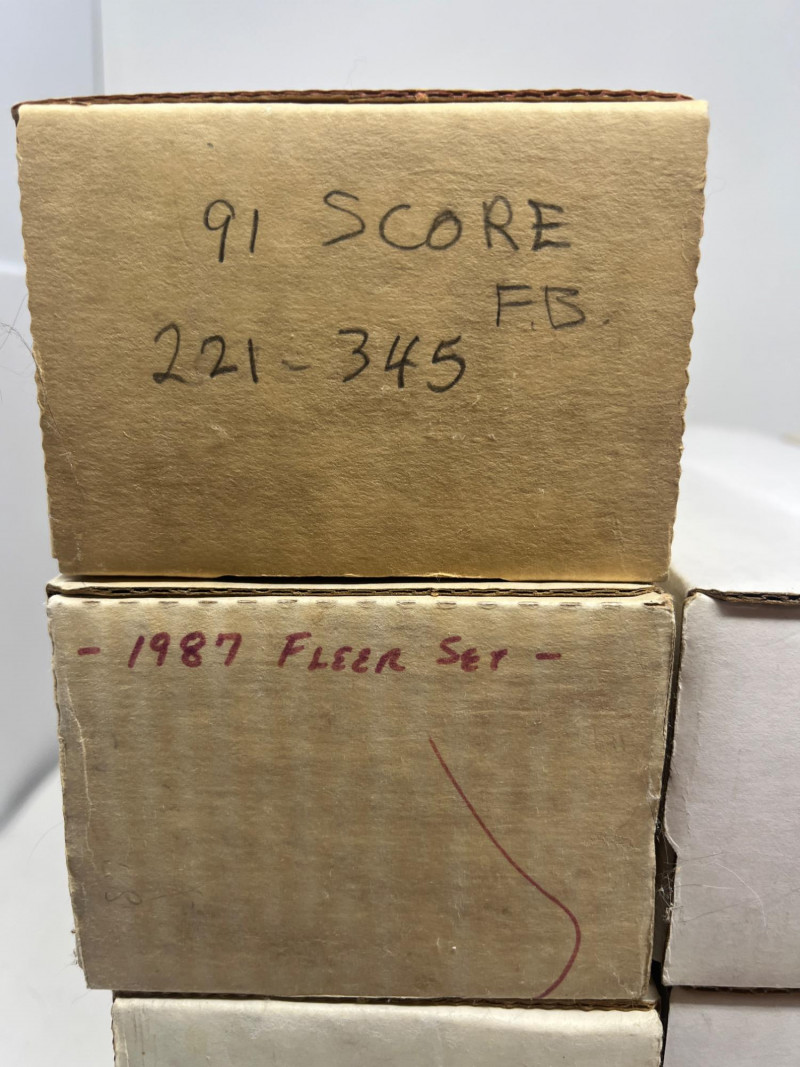 91 SCORE
F.B.
221-345
- 1987 FLEER SET -